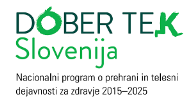 DOBER TEK
Slovenija
Nacionalni program o prehrani in telesni
dejavnosti za zdravje 2015–2025